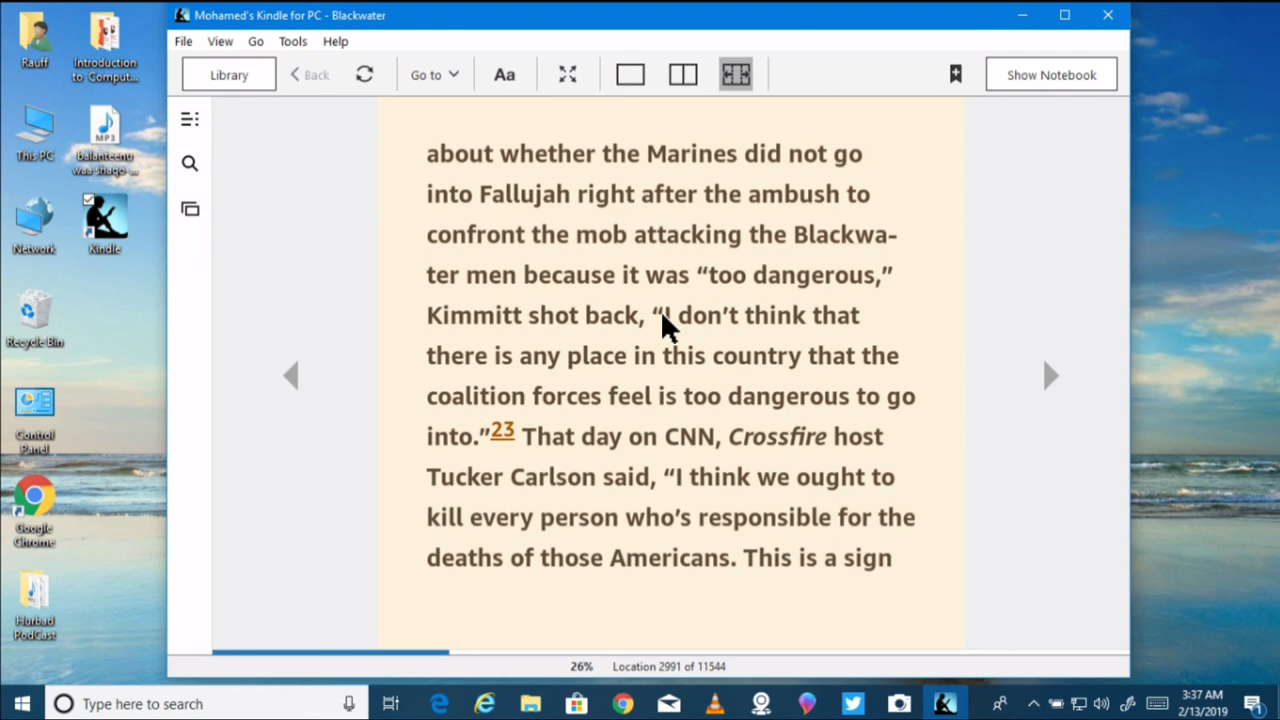 Mohamed's Kindle for PC - Blackwater
File View Go Tools Help
Library Back Go to Aa Show Notebook
about whether the Marines did not go
into Fallujah right after the ambush to
confront the mob attacking the Blackwa-
ter men because it was “too dangerous,”
Kimmitt shot back, “I don’t think that
there is any place in this country that the
coalition forces feel is too dangerous to go
into.”23 That day on CNN, Crossfire host
Tucker Carlson said, “I think we ought to
kill every person who’s responsible for the
deaths of those Americans. This is a sign
26% Location 2991 of 11544
Rauff
Introduction
to Comput...
This PC
MP3
balanteenu
waa shaqo-...
Network
Kindle
Recycle Bin
Control
Panel
Google
Chrome
Hurbad
PodCast
Type here to search
3:37 AM
2/13/2019
1